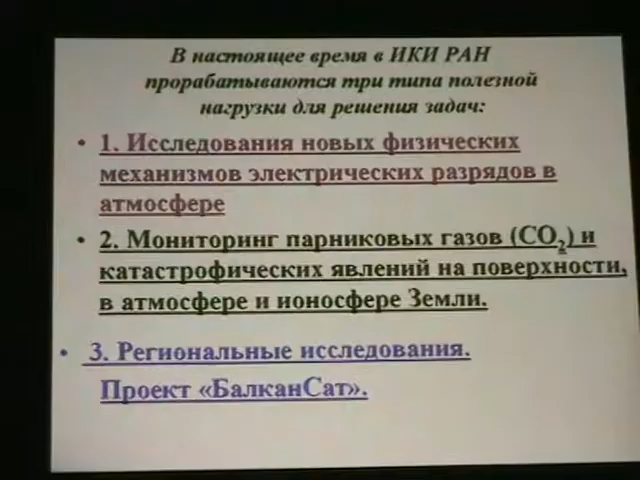 В настоящее время в ИКИ РАН
прорабатываются три типа полезной
нагрузки для решения задач:
• 1. Исследования новых физических
механизмов электрических разрядов в
атмосфере
• 2. Мониторинг парниковых газов (CO₂) и
катастрофических явлений на поверхности,
в атмосфере и ионосфере Земли.
• 3. Региональные исследования.
Проект «БалканСат».